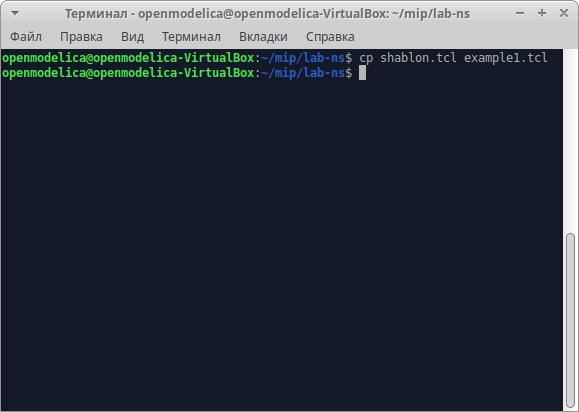 Терминал - openmodelica@openmodelica-VirtualBox: ~/mip/lab-ns
Файл Правка Вид Терминал Вкладки Справка
openmodelica@openmodelica-VirtualBox:~/mip/lab-ns$ cp shablon.tcl example1.tcl
openmodelica@openmodelica-VirtualBox:~/mip/lab-ns$